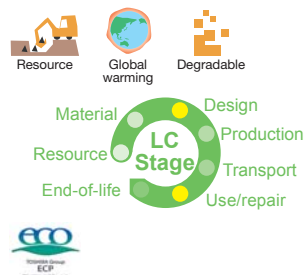 Resource
Global
warming
Degradable
Material
Design
Production
Resource
LC
Stage
Transport
End-of-life
Use/repair
eco
TOSHIBA Group
ECP